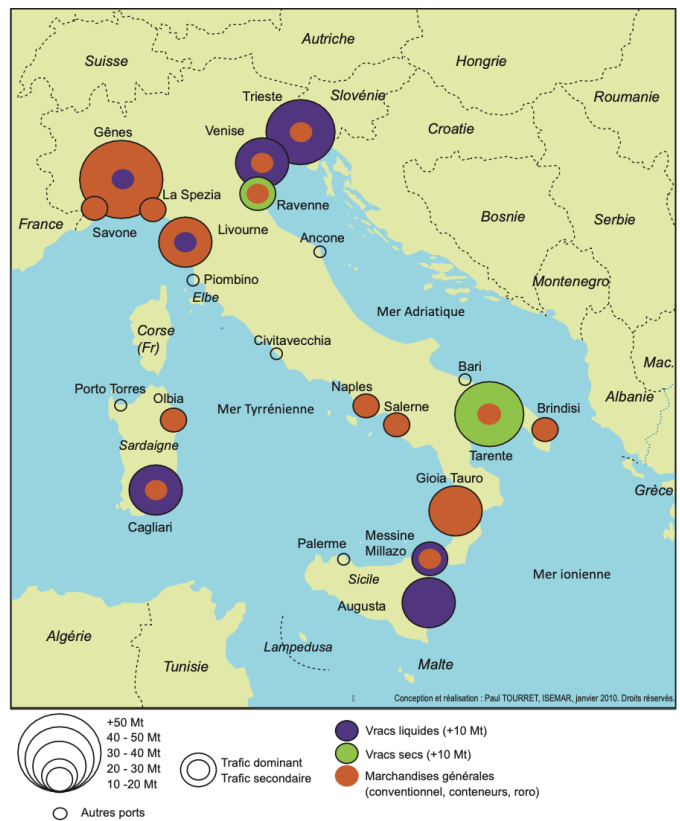 Suisse
Autriche
Hongrie
Roumanie
Slovénie
Croatie
Trieste
Venise
Gênes
La Spezia
Ravenne
Savone
France
Livourne
Ancone
Bosnie
Serbie
Piombino
Elbe
Montenegro
Mer Adriatique
Corse
(Fr)
Civitavecchia
Mac.
Bari
Albanie
Porto Torres
Olbia
Mer Tyrrénienne
Naples
Salerne
Brindisi
Sardaigne
Tarente
Gioia Tauro
Grèce
Cagliari
Palerme
Messine
Millazo
Mer ionienne
Sicile
Augusta
Algérie
Tunisie
Lampedusa
Malte
Conception et réalisation : Paul TOURRET, ISEMAR, janvier 2010. Droits réservés.
+50 Mt
40 - 50 Mt
30 - 40 Mt
20 - 30 Mt
10 -20 Mt
Autres ports
Trafic dominant
Trafic secondaire
Vracs liquides (+10 Mt)
Vracs secs (+10 Mt)
Marchandises générales
(conventionnel, conteneurs, roro)